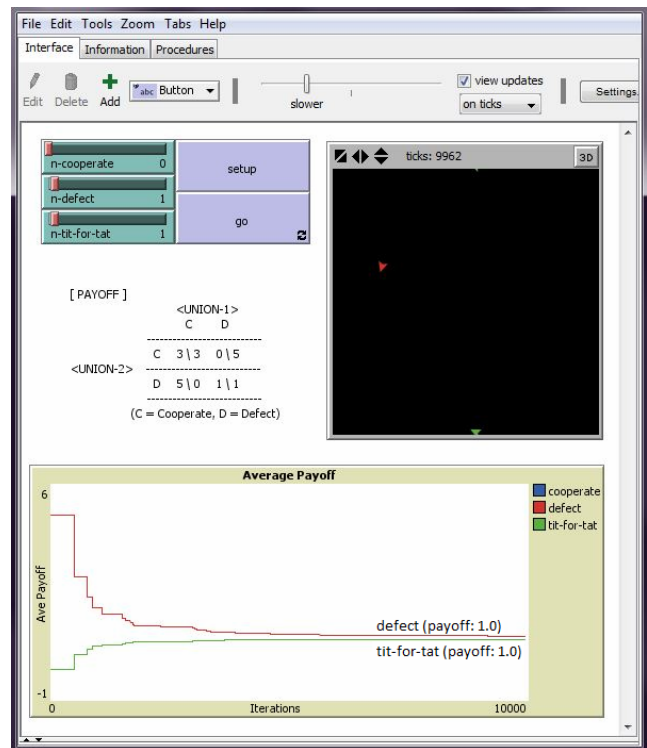 File Edit Tools Zoom Tabs Help
Interface Information Procedures
Edit Delete Add abc Button slower view updates on ticks Settings.
n-cooperate 0
n-defect 1
n-tit-for-tat 1
setup
go
ticks: 9962 3D
[ PAYOFF ]
<UNION-1>
C D
--------------------------
C 3\3 0\5
<UNION-2> --------------------------
D 5\0 1\1
--------------------------
(C = Cooperate, D = Defect)
Average Payoff
6
Ave Payoff
-1
0 Iterations 10000
defect (payoff: 1.0)
tit-for-tat (payoff: 1.0)
cooperate
defect
tit-for-tat